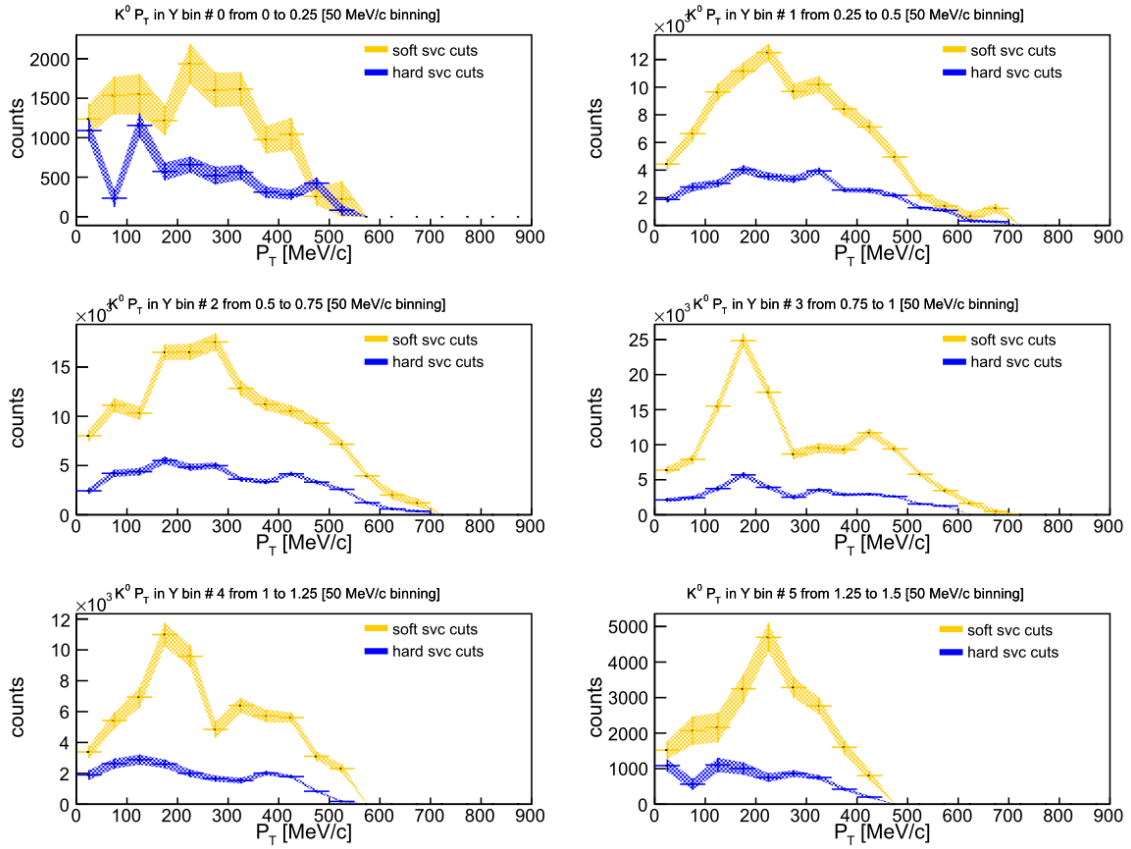 K⁰ P_T in Y bin # 0 from 0 to 0.25 [50 MeV/c binning]
counts
2000
1500
1000
500
0
soft svc cuts
hard svc cuts
0 100 200 300 400 500 600 700 800 900
P_T [MeV/c]
×10³
K⁰ P_T in Y bin # 1 from 0.25 to 0.5 [50 MeV/c binning]
counts
12
10
8
6
4
2
0
soft svc cuts
hard svc cuts
0 100 200 300 400 500 600 700 800 900
P_T [MeV/c]
×10³
K⁰ P_T in Y bin # 2 from 0.5 to 0.75 [50 MeV/c binning]
counts
15
10
5
0
soft svc cuts
hard svc cuts
0 100 200 300 400 500 600 700 800 900
P_T [MeV/c]
×10³
K⁰ P_T in Y bin # 3 from 0.75 to 1 [50 MeV/c binning]
counts
25
20
15
10
5
0
soft svc cuts
hard svc cuts
0 100 200 300 400 500 600 700 800 900
P_T [MeV/c]
×10³
K⁰ P_T in Y bin # 4 from 1 to 1.25 [50 MeV/c binning]
counts
12
10
8
6
4
2
0
soft svc cuts
hard svc cuts
0 100 200 300 400 500 600 700 800 900
P_T [MeV/c]
K⁰ P_T in Y bin # 5 from 1.25 to 1.5 [50 MeV/c binning]
counts
5000
4000
3000
2000
1000
0
soft svc cuts
hard svc cuts
0 100 200 300 400 500 600 700 800 900
P_T [MeV/c]